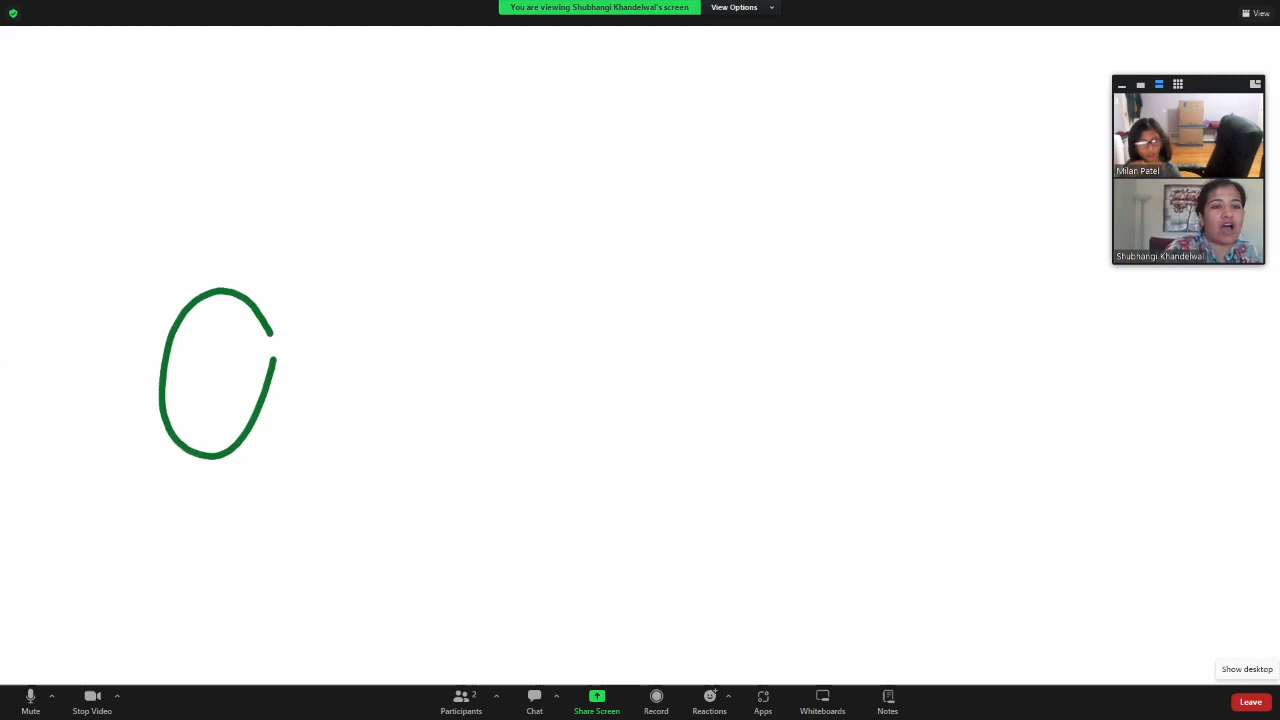 You are viewing Shubhangi Khandelwal's screen
View Options
View
Milan Patel
Shubhangi Khandelwal
Show desktop
Mute
Stop Video
2
Participants
Chat
Share Screen
Record
Reactions
Apps
Whiteboards
Notes
Leave